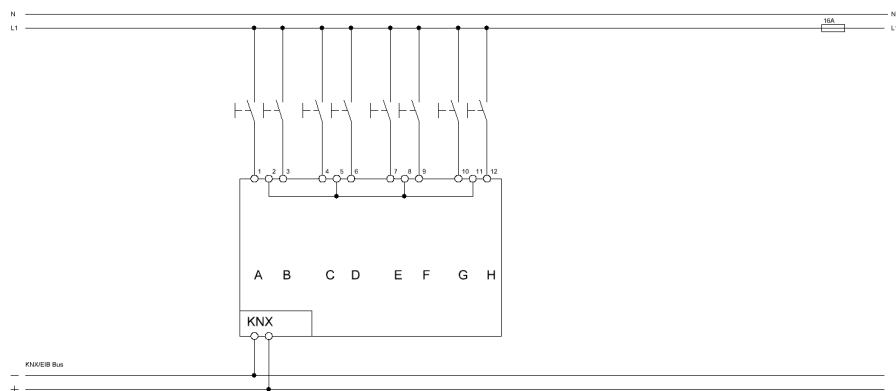 N N
16A
L1 L1
1 2 3 4 5 6 7 8 9 10 11 12
A B C D E F G H
KNX
KNX/EIB Bus
— 
+